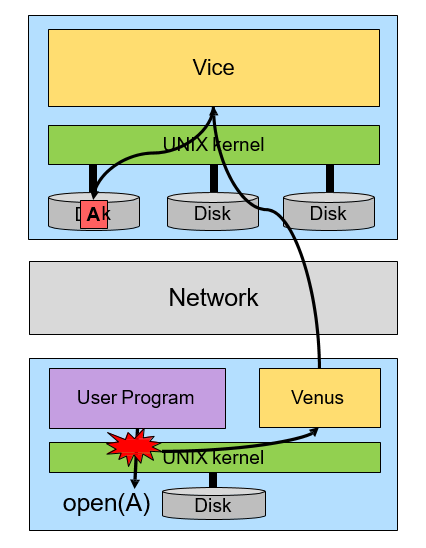 Vice
UNIX kernel
A
Disk
Disk
Network
User Program
Venus
UNIX kernel
open(A)
Disk